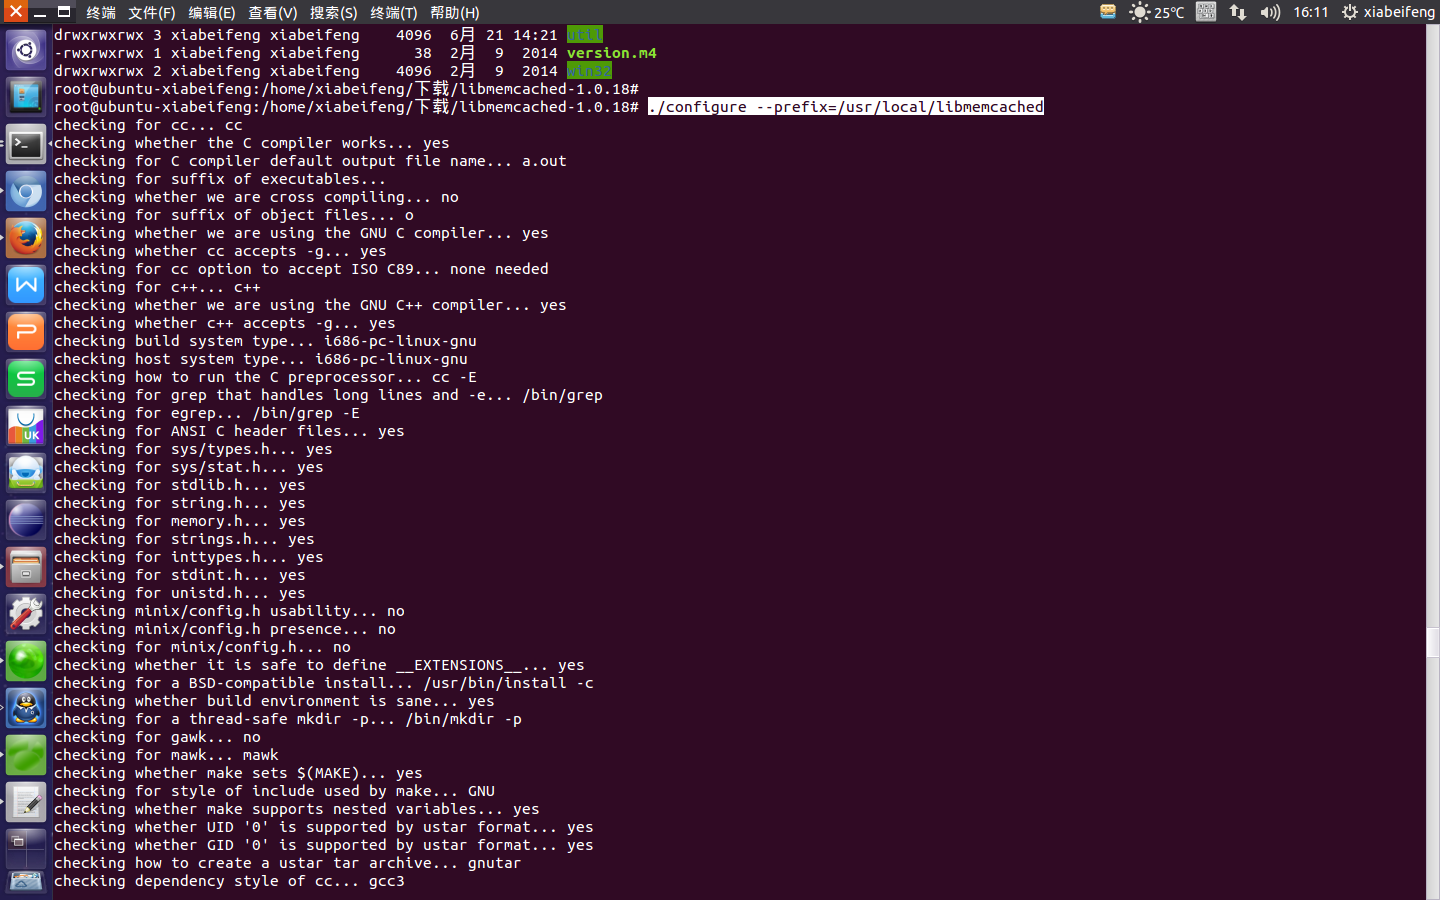 终端 文件(F) 编辑(E) 查看(V) 搜索(S) 终端(T) 帮助(H) 25℃ 16:11 xiabeifeng
drwxrwxrwx 3 xiabeifeng xiabeifeng    4096  6月 21 14:21 util
-rwxrwxrwx 1 xiabeifeng xiabeifeng      38  2月  9  2014 version.m4
drwxrwxrwx 2 xiabeifeng xiabeifeng    4096  2月  9  2014 win32
root@ubuntu-xiabeifeng:/home/xiabeifeng/下载/libmemcached-1.0.18#
root@ubuntu-xiabeifeng:/home/xiabeifeng/下载/libmemcached-1.0.18# ./configure --prefix=/usr/local/libmemcached
checking for cc... cc
checking whether the C compiler works... yes
checking for C compiler default output file name... a.out
checking for suffix of executables...
checking whether we are cross compiling... no
checking for suffix of object files... o
checking whether we are using the GNU C compiler... yes
checking whether cc accepts -g... yes
checking for cc option to accept ISO C89... none needed
checking for c++... c++
checking whether we are using the GNU C++ compiler... yes
checking whether c++ accepts -g... yes
checking build system type... i686-pc-linux-gnu
checking host system type... i686-pc-linux-gnu
checking how to run the C preprocessor... cc -E
checking for grep that handles long lines and -e... /bin/grep
checking for egrep... /bin/grep -E
checking for ANSI C header files... yes
checking for sys/types.h... yes
checking for sys/stat.h... yes
checking for stdlib.h... yes
checking for string.h... yes
checking for memory.h... yes
checking for strings.h... yes
checking for inttypes.h... yes
checking for stdint.h... yes
checking for unistd.h... yes
checking minix/config.h usability... no
checking minix/config.h presence... no
checking for minix/config.h... no
checking whether it is safe to define __EXTENSIONS__... yes
checking for a BSD-compatible install... /usr/bin/install -c
checking whether build environment is sane... yes
checking for a thread-safe mkdir -p... /bin/mkdir -p
checking for gawk... no
checking for mawk... mawk
checking whether make sets $(MAKE)... yes
checking for style of include used by make... GNU
checking whether make supports nested variables... yes
checking whether UID '0' is supported by ustar format... yes
checking whether GID '0' is supported by ustar format... yes
checking how to create a ustar tar archive... gnutar
checking dependency style of cc... gcc3
W
P
S
UK